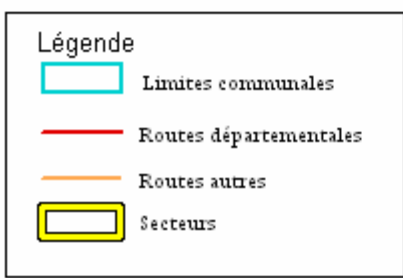 Légende
Limites communales
Routes départementales
Routes autres
Secteurs